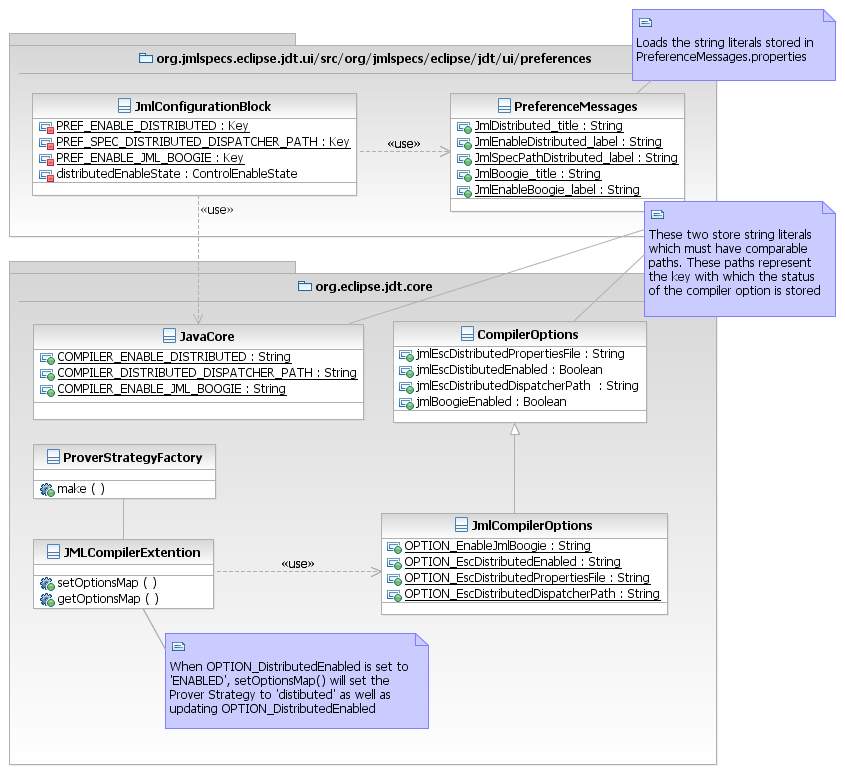 org.jmlspecs.eclipse.jdt.ui/src/org/jmlspecs/eclipse/jdt/ui/preferences
Loads the string literals stored in
PreferenceMessages.properties
JmlConfigurationBlock
PREF_ENABLE_DISTRIBUTED : Key
PREF_SPEC_DISTRIBUTED_DISPATCHER_PATH : Key
PREF_ENABLE_JML_BOOGIE : Key
distributedEnableState : ControlEnableState
«use»
PreferenceMessages
JmlDistributed_title : String
JmlEnableDistributed_label : String
JmlSpecPathDistributed_label : String
JmlBoogie_title : String
JmlEnableBoogie_label : String
«use»
These two store string literals
which must have comparable
paths. These paths represent
the key with which the status
of the compiler option is stored
org.eclipse.jdt.core
JavaCore
COMPILER_ENABLE_DISTRIBUTED : String
COMPILER_DISTRIBUTED_DISPATCHER_PATH : String
COMPILER_ENABLE_JML_BOOGIE : String
CompilerOptions
jmlEscDistributedPropertiesFile : String
jmlEscDistibutedEnabled : Boolean
jmlEscDistributedDispatcherPath : String
jmlBoogieEnabled : Boolean
ProverStrategyFactory
make ( )
JMLCompilerExtention
setOptionsMap ( )
getOptionsMap ( )
«use»
JmlCompilerOptions
OPTION_EnableJmlBoogie : String
OPTION_EscDistributedEnabled : String
OPTION_EscDistributedPropertiesFile : String
OPTION_EscDistributedDispatcherPath : String
When OPTION_DistributedEnabled is set to
'ENABLED', setOptionsMap() will set the
Prover Strategy to 'distibuted' as well as
updating OPTION_DistributedEnabled